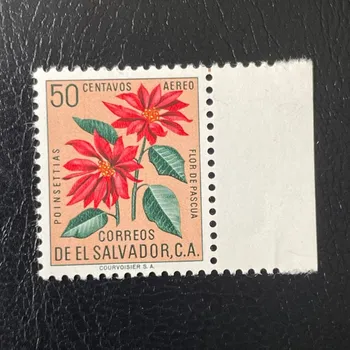 50 CENTAVOS AEREO
POINSETTIAS
FLOR DE PASCUA
CORREOS
DE EL SALVADOR, C.A.
COURVOISIER S.A.